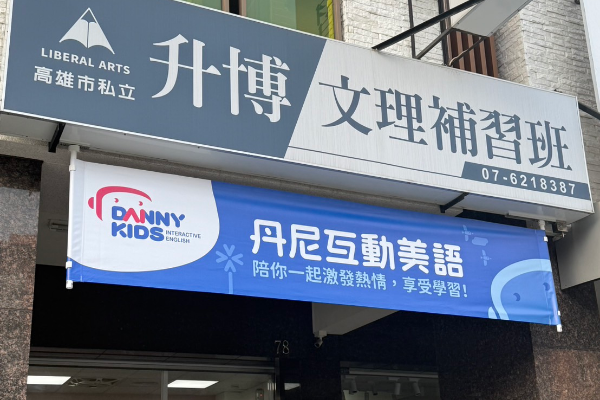 LIBERAL ARTS
高雄市私立
升博
文理補習班
07-6218387
DANNY
KIDS
INTERACTIVE
ENGLISH
丹尼互動美語
陪你一起激發熱情，享受學習!
78